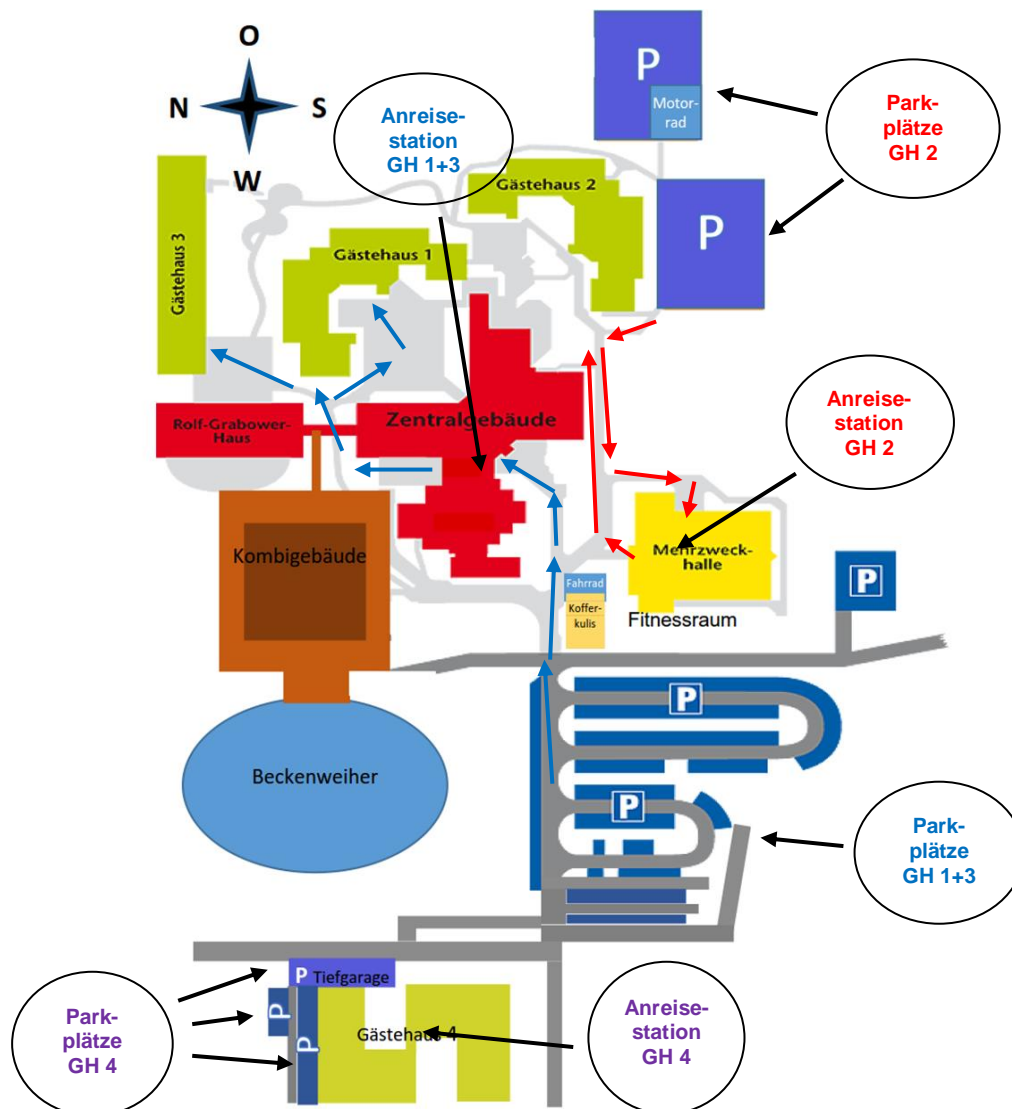 O
N
S
W
Anreise-
station
GH 1+3
P
Motor-
rad
Park-
plätze
GH 2
P
Gästehaus 2
Gästehaus 3
Gästehaus 1
Zentralgebäude
Rolf-Grabower-
Haus
Anreise-
station
GH 2
Kombigebäude
Mehrzweck-
halle
Fahrrad
Koffer-
kulis
Fitnessraum
P
P
Beckenweiher
P
Park-
plätze
GH 1+3
P Tiefgarage
P
P
Gästehaus 4
Park-
plätze
GH 4
Anreise-
station
GH 4